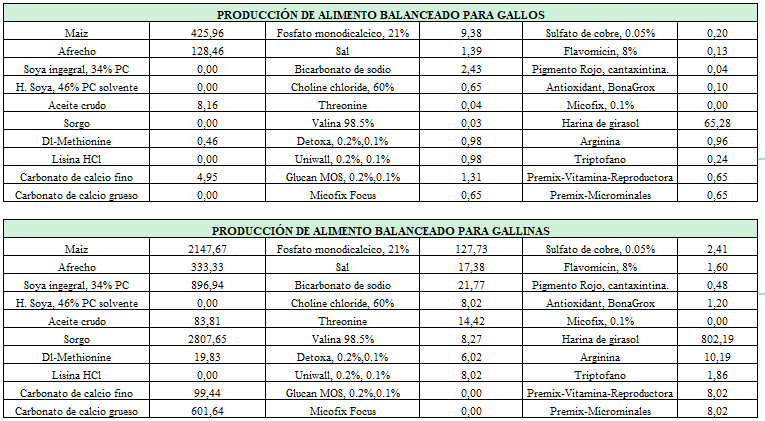 PRODUCCIÓN DE ALIMENTO BALANCEADO PARA GALLOS
Maiz 425,96 Fosfato monodicalcico, 21% 9,38 Sulfato de cobre, 0.05% 0,20
Afrecho 128,46 Sal 1,39 Flavomicin, 8% 0,13
Soya ingegral, 34% PC 0,00 Bicarbonato de sodio 2,43 Pigmento Rojo, cantaxintina. 0,04
H. Soya, 46% PC solvente 0,00 Choline chloride, 60% 0,65 Antioxidant, BonaGrox 0,10
Aceite crudo 8,16 Threonine 0,04 Micofix, 0.1% 0,00
Sorgo 0,00 Valina 98.5% 0,03 Harina de girasol 65,28
Dl-Methionine 0,46 Detoxa, 0.2%,0.1% 0,98 Arginina 0,96
Lisina HCl 0,00 Uniwall, 0.2%, 0.1% 0,98 Triptofano 0,24
Carbonato de calcio fino 4,95 Glucan MOS, 0.2%,0.1% 1,31 Premix-Vitamina-Reproductora 0,65
Carbonato de calcio grueso 0,00 Micofix Focus 0,65 Premix-Microminales 0,65
PRODUCCIÓN DE ALIMENTO BALANCEADO PARA GALLINAS
Maiz 2147,67 Fosfato monodicalcico, 21% 127,73 Sulfato de cobre, 0.05% 2,41
Afrecho 333,33 Sal 17,38 Flavomicin, 8% 1,60
Soya ingegral, 34% PC 896,94 Bicarbonato de sodio 21,77 Pigmento Rojo, cantaxintina. 0,48
H. Soya, 46% PC solvente 0,00 Choline chloride, 60% 8,02 Antioxidant, BonaGrox 1,20
Aceite crudo 83,81 Threonine 14,42 Micofix, 0.1% 0,00
Sorgo 2807,65 Valina 98.5% 8,27 Harina de girasol 802,19
Dl-Methionine 19,83 Detoxa, 0.2%,0.1% 6,02 Arginina 10,19
Lisina HCl 0,00 Uniwall, 0.2%, 0.1% 8,02 Triptofano 1,86
Carbonato de calcio fino 99,44 Glucan MOS, 0.2%,0.1% 0,00 Premix-Vitamina-Reproductora 8,02
Carbonato de calcio grueso 601,64 Micofix Focus 0,00 Premix-Microminales 8,02